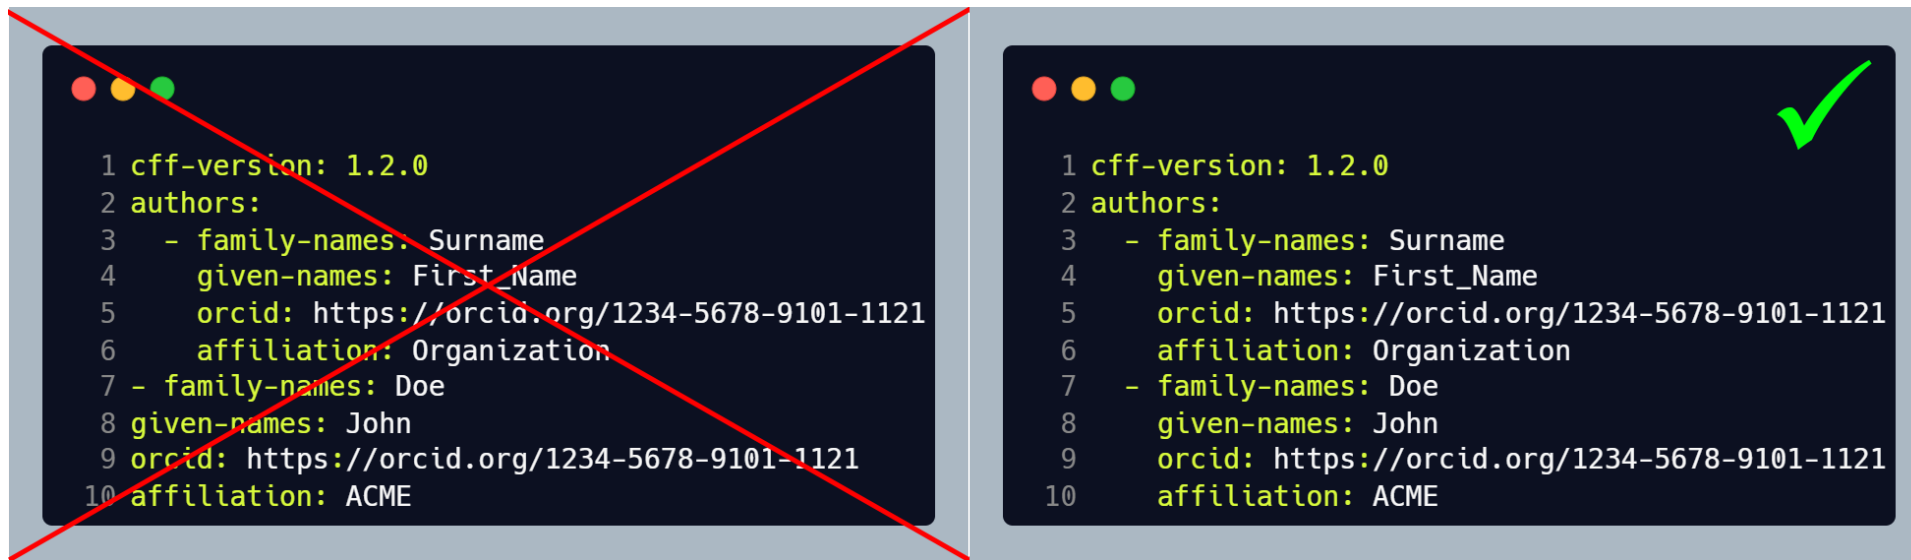 1 cff-version: 1.2.0
2 authors:
3   - family-names: Surname
4     given-names: First_Name
5     orcid: https://orcid.org/1234-5678-9101-1121
6     affiliation: Organization
7 - family-names: Doe
8 given-names: John
9 orcid: https://orcid.org/1234-5678-9101-1121
10 affiliation: ACME
1 cff-version: 1.2.0
2 authors:
3   - family-names: Surname
4     given-names: First_Name
5     orcid: https://orcid.org/1234-5678-9101-1121
6     affiliation: Organization
7   - family-names: Doe
8     given-names: John
9     orcid: https://orcid.org/1234-5678-9101-1121
10     affiliation: ACME